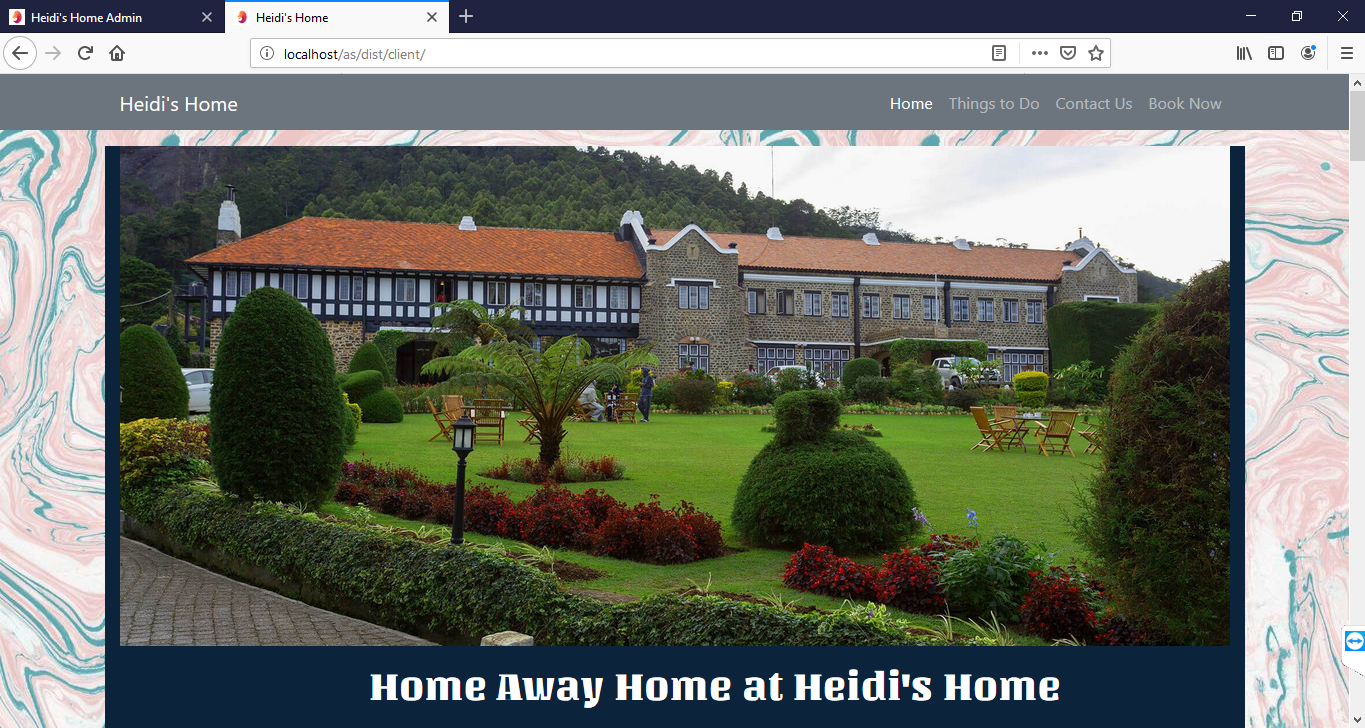 Heidi's Home Admin
Heidi's Home
localhost/as/dist/client/
Heidi's Home
Home Things to Do Contact Us Book Now
Home Away Home at Heidi's Home